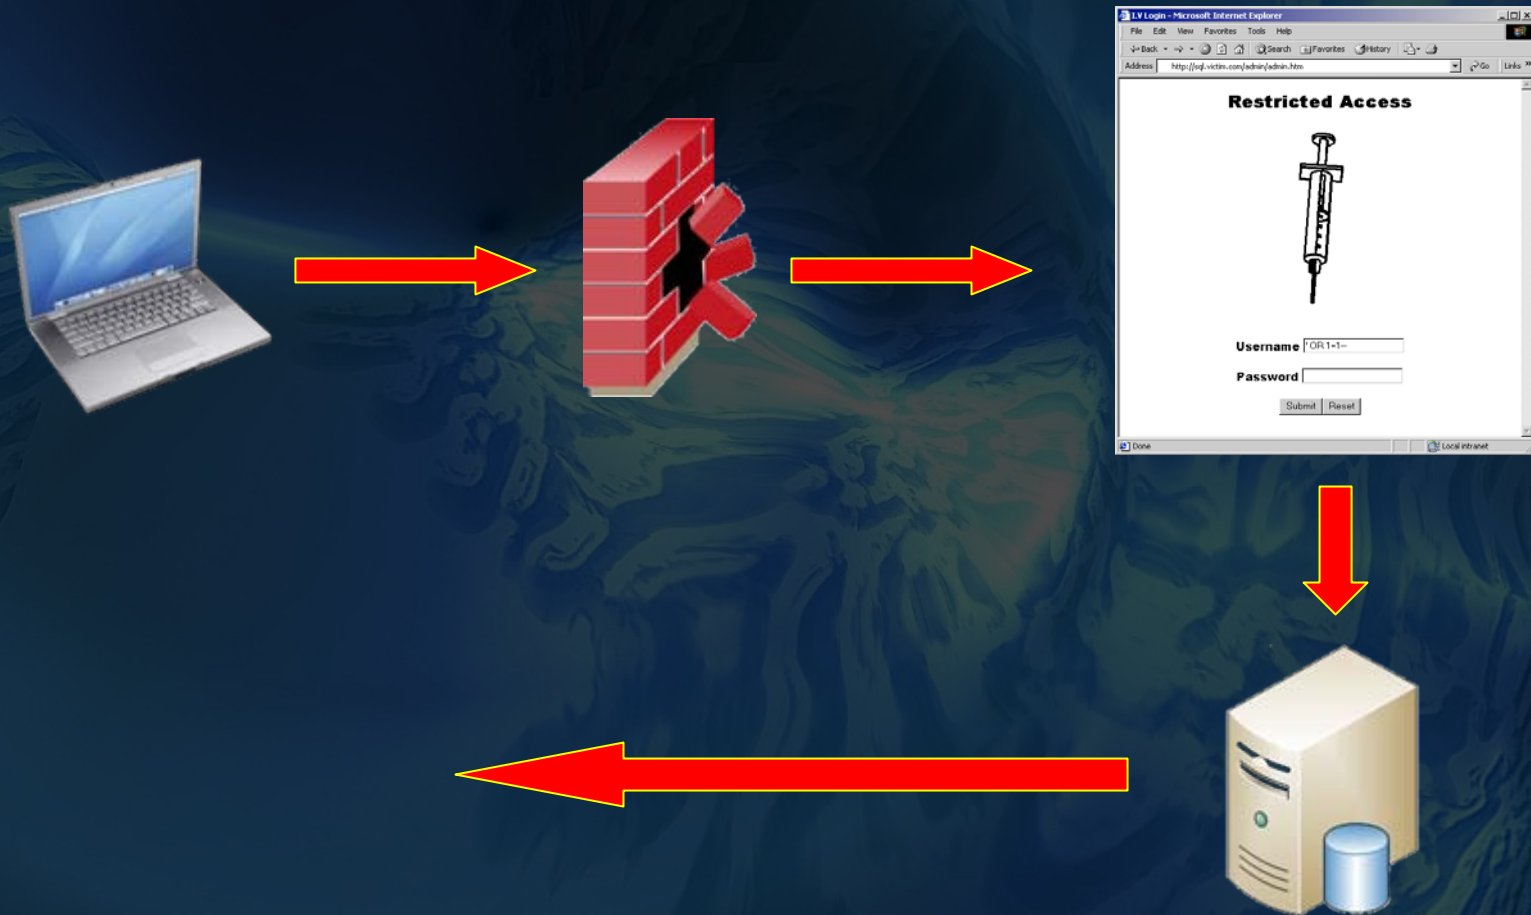 I.V Login - Microsoft Internet Explorer
File Edit View Favorites Tools Help
Back Search Favorites History
Address http://sql.victim.com/admin/admin.htm Go Links »
Restricted Access
Username ' OR 1=1--
Password
Submit Reset
Done Local intranet